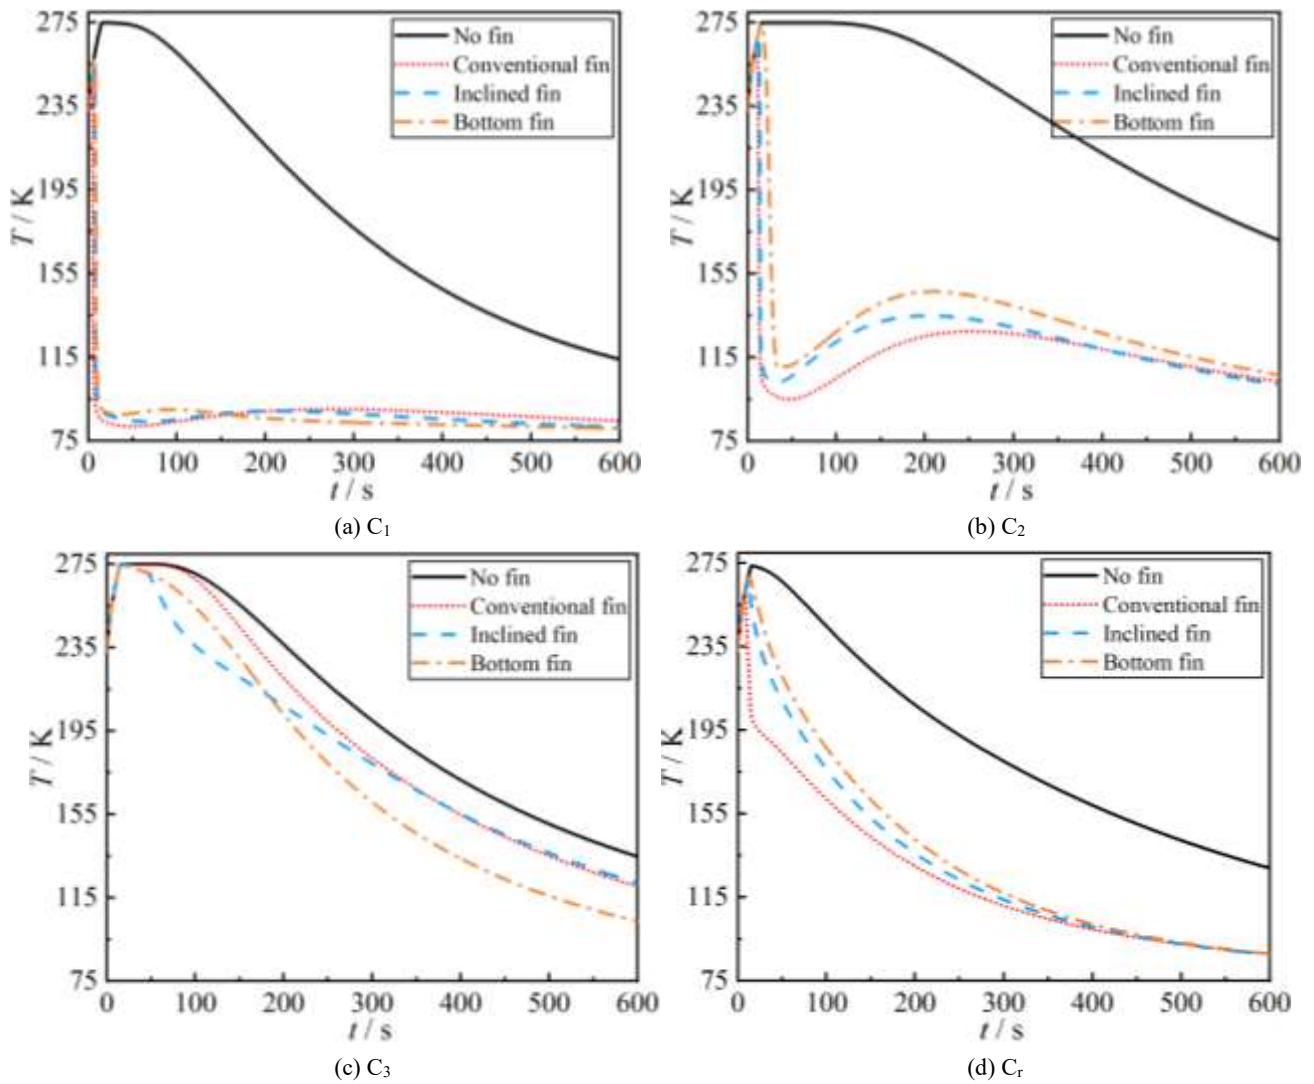 275
235
195
155
115
75
T / K
No fin
Conventional fin
Inclined fin
Bottom fin
0 100 200 300 400 500 600
t / s
(a) C1
275
235
195
155
115
75
T / K
No fin
Conventional fin
Inclined fin
Bottom fin
0 100 200 300 400 500 600
t / s
(b) C2
275
235
195
155
115
75
T / K
No fin
Conventional fin
Inclined fin
Bottom fin
0 100 200 300 400 500 600
t / s
(c) C3
275
235
195
155
115
75
T / K
No fin
Conventional fin
Inclined fin
Bottom fin
0 100 200 300 400 500 600
t / s
(d) Cr